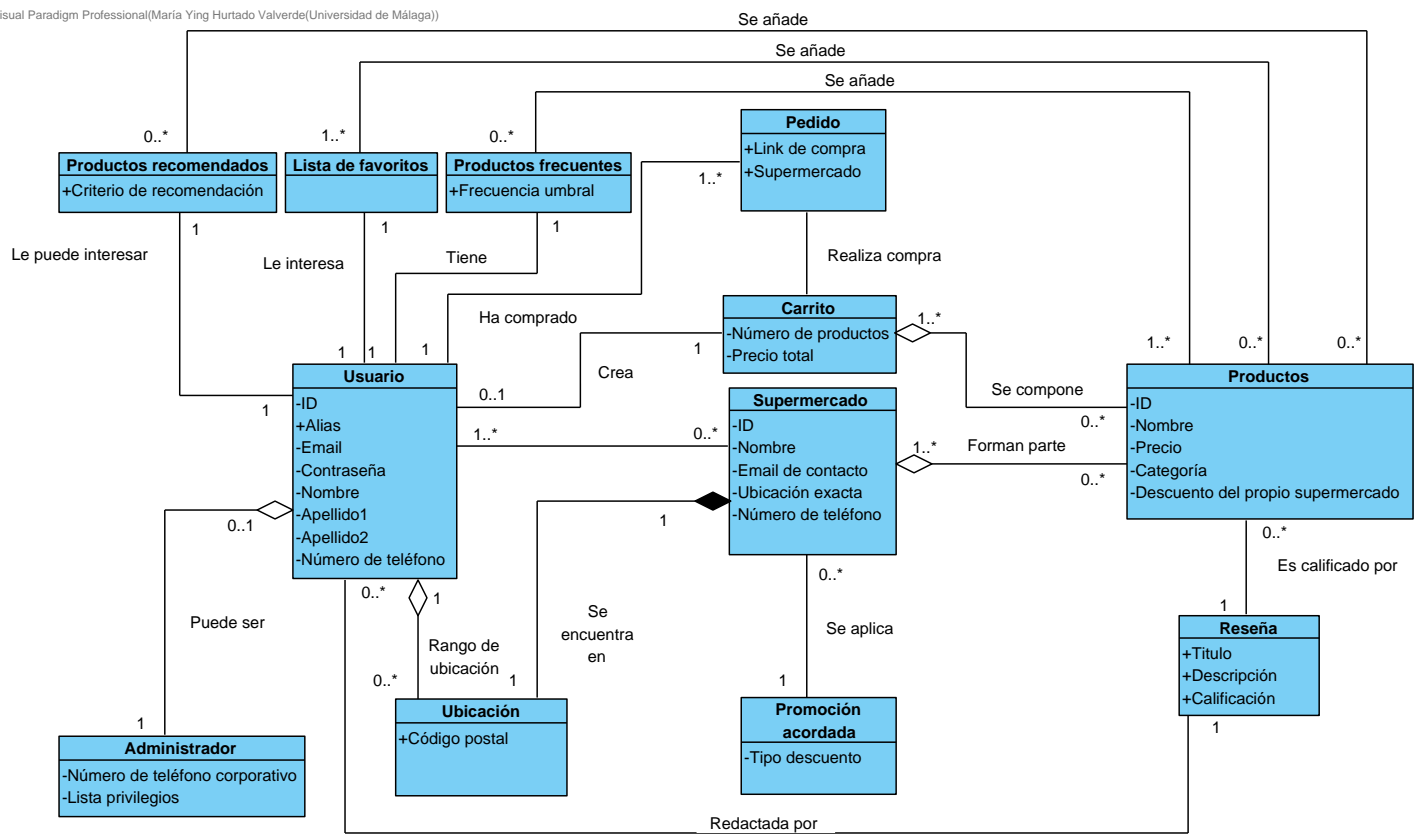 isual Paradigm Professional(María Ying Hurtado Valverde(Universidad de Málaga))
Se añade
Se añade
Se añade
0..*
1..*
0..*
Productos recomendados
+Criterio de recomendación
Lista de favoritos
Productos frecuentes
+Frecuencia umbral
Pedido
+Link de compra
+Supermercado
1..*
1
1
1
Le puede interesar
Le interesa
Tiene
Realiza compra
Ha comprado
Carrito
-Número de productos
-Precio total
1..*
1
1
1
1
Crea
0..1
1
1..*
0..*
0..*
Usuario
-ID
+Alias
-Email
-Contraseña
-Nombre
-Apellido1
-Apellido2
-Número de teléfono
1..*
0..*
Supermercado
-ID
-Nombre
-Email de contacto
-Ubicación exacta
-Número de teléfono
Se compone
0..*
1..*
Forman parte
0..*
Productos
-ID
-Nombre
-Precio
-Categoría
-Descuento del propio supermercado
0..1
1
0..*
Es calificado por
0..*
1
0..*
Puede ser
Rango de
ubicación
Se
encuentra
en
Se aplica
1
Reseña
+Titulo
+Descripción
+Calificación
1
0..*
1
1
1
Administrador
-Número de teléfono corporativo
-Lista privilegios
Ubicación
+Código postal
Promoción
acordada
-Tipo descuento
Redactada por